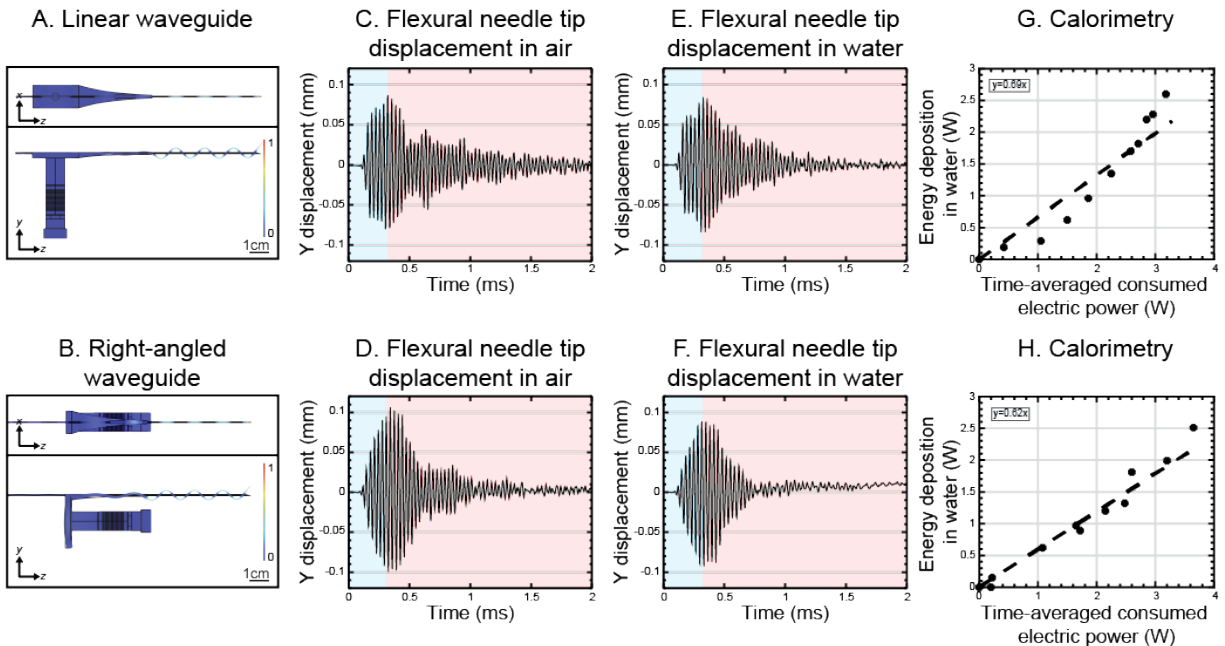 A. Linear waveguide
x
z
y
z
1
0
1cm
C. Flexural needle tip
displacement in air
Y displacement (mm)
0.1
0.05
0
-0.05
-0.1
0
0.5
1
1.5
2
Time (ms)
E. Flexural needle tip
displacement in water
Y displacement (mm)
0.1
0.05
0
-0.05
-0.1
0
0.5
1
1.5
2
Time (ms)
G. Calorimetry
y=0.69x
Energy deposition
in water (W)
3
2.5
2
1.5
1
0.5
0
0
1
2
3
4
Time-averaged consumed
electric power (W)
B. Right-angled
waveguide
x
z
y
z
1
0
1cm
D. Flexural needle tip
displacement in air
Y displacement (mm)
0.1
0.05
0
-0.05
-0.1
0
0.5
1
1.5
2
Time (ms)
F. Flexural needle tip
displacement in water
Y displacement (mm)
0.1
0.05
0
-0.05
-0.1
0
0.5
1
1.5
2
Time (ms)
H. Calorimetry
y=0.62x
Energy deposition
in water (W)
3
2.5
2
1.5
1
0.5
0
0
1
2
3
4
Time-averaged consumed
electric power (W)